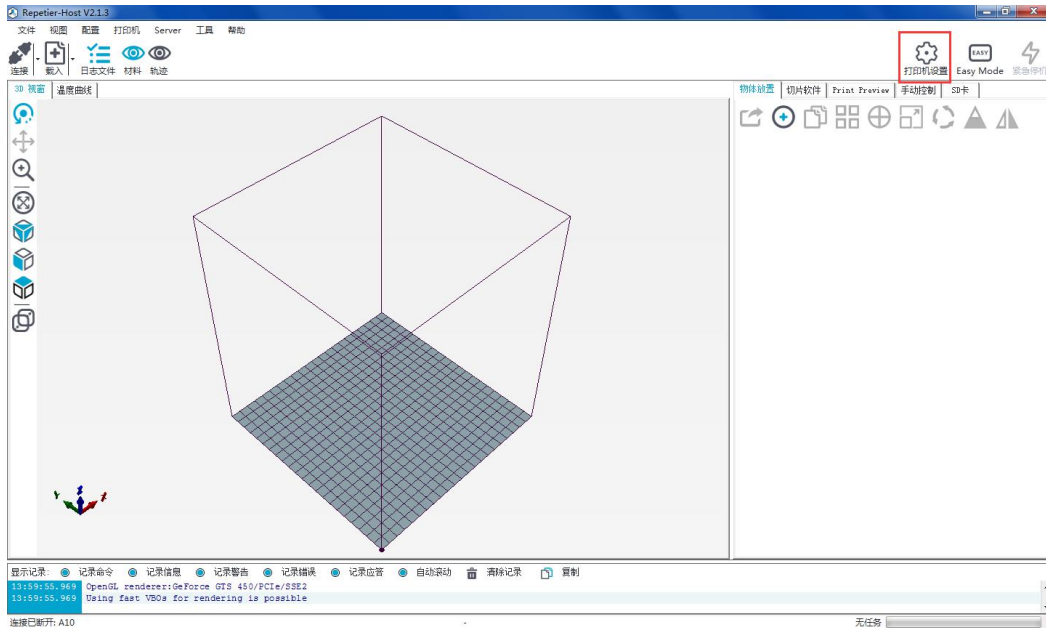 Repetier-Host V2.1.3
文件 视图 配置 打印机 Server 工具 帮助
连接 载入 日志文件 材料 轨迹 打印机设置 EASY Easy Mode 紧急停机
3D 视窗 温度曲线 物体放置 切片软件 Print Preview 手动控制 SD卡
显示记录: 记录命令 记录信息 记录警告 记录错误 记录应答 自动滚动 清除记录 复制
13:59:55.969 OpenGL renderer:GeForce GTS 450/PCIe/SSE2
13:59:55.969 Using fast VBOs for rendering is possible
连接已断开: A10 - 无任务